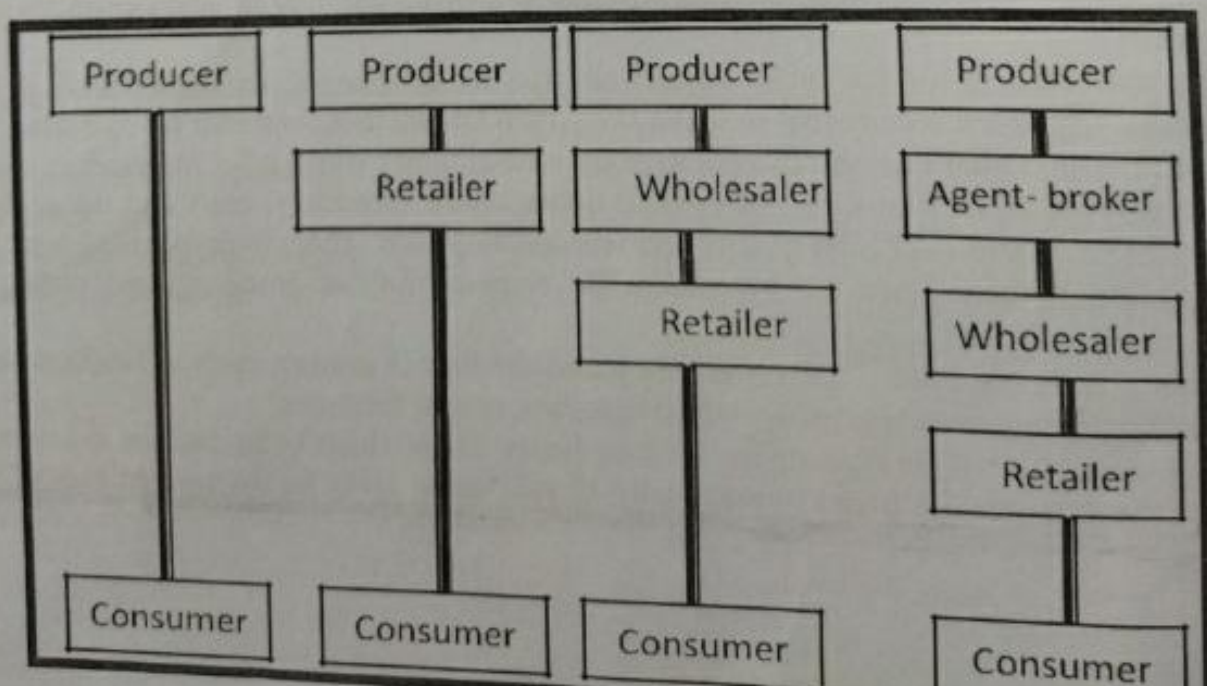 Producer
Consumer
Producer
Retailer
Consumer
Producer
Wholesaler
Retailer
Consumer
Producer
Agent- broker
Wholesaler
Retailer
Consumer